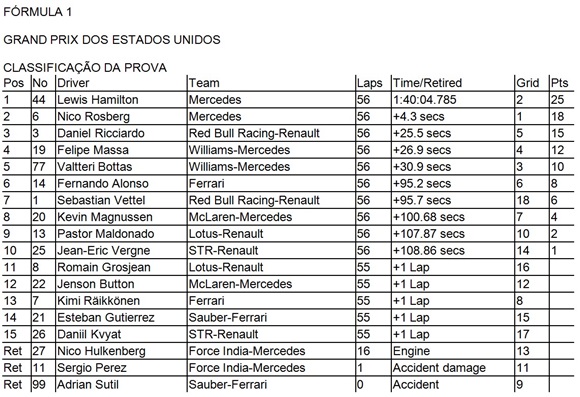 FÓRMULA 1
GRAND PRIX DOS ESTADOS UNIDOS
CLASSIFICAÇÃO DA PROVA
Pos No Driver Team Laps Time/Retired Grid Pts
1 44 Lewis Hamilton Mercedes 56 1:40:04.785 2 25
2 6 Nico Rosberg Mercedes 56 +4.3 secs 1 18
3 3 Daniel Ricciardo Red Bull Racing-Renault 56 +25.5 secs 5 15
4 19 Felipe Massa Williams-Mercedes 56 +26.9 secs 4 12
5 77 Valtteri Bottas Williams-Mercedes 56 +30.9 secs 3 10
6 14 Fernando Alonso Ferrari 56 +95.2 secs 6 8
7 1 Sebastian Vettel Red Bull Racing-Renault 56 +95.7 secs 18 6
8 20 Kevin Magnussen McLaren-Mercedes 56 +100.68 secs 7 4
9 13 Pastor Maldonado Lotus-Renault 56 +107.87 secs 10 2
10 25 Jean-Eric Vergne STR-Renault 56 +108.86 secs 14 1
11 8 Romain Grosjean Lotus-Renault 55 +1 Lap 16
12 22 Jenson Button McLaren-Mercedes 55 +1 Lap 12
13 7 Kimi Räikkönen Ferrari 55 +1 Lap 8
14 21 Esteban Gutierrez Sauber-Ferrari 55 +1 Lap 15
15 26 Daniil Kvyat STR-Renault 55 +1 Lap 17
Ret 27 Nico Hulkenberg Force India-Mercedes 16 Engine 13
Ret 11 Sergio Perez Force India-Mercedes 1 Accident damage 11
Ret 99 Adrian Sutil Sauber-Ferrari 0 Accident 9